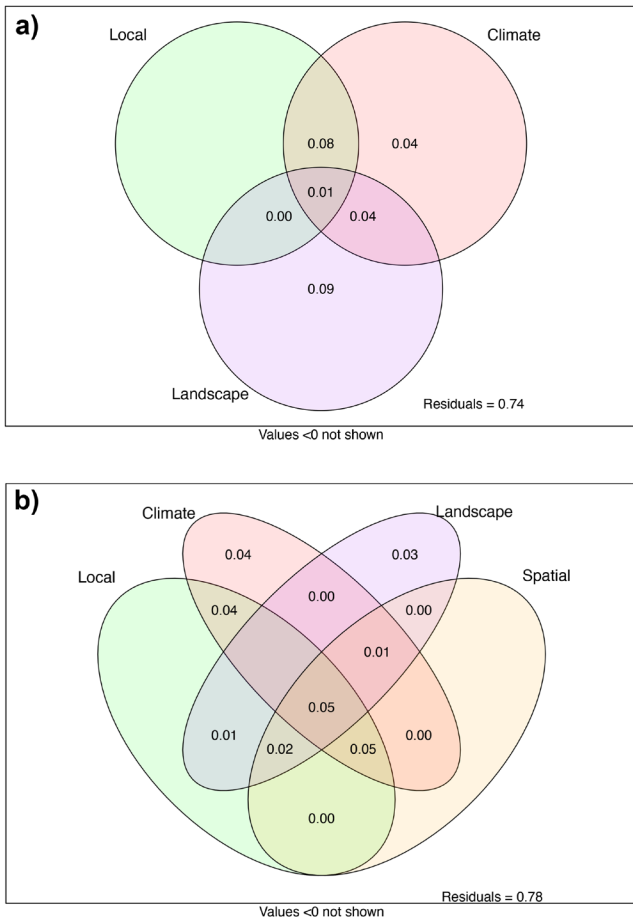 a)
Local
Climate
0.08
0.04
0.01
0.00
0.04
0.09
Landscape
Residuals = 0.74
Values <0 not shown
b)
Climate
Landscape
Local
Spatial
0.04
0.03
0.04
0.00
0.00
0.01
0.05
0.01
0.02
0.05
0.00
0.00
Residuals = 0.78
Values <0 not shown